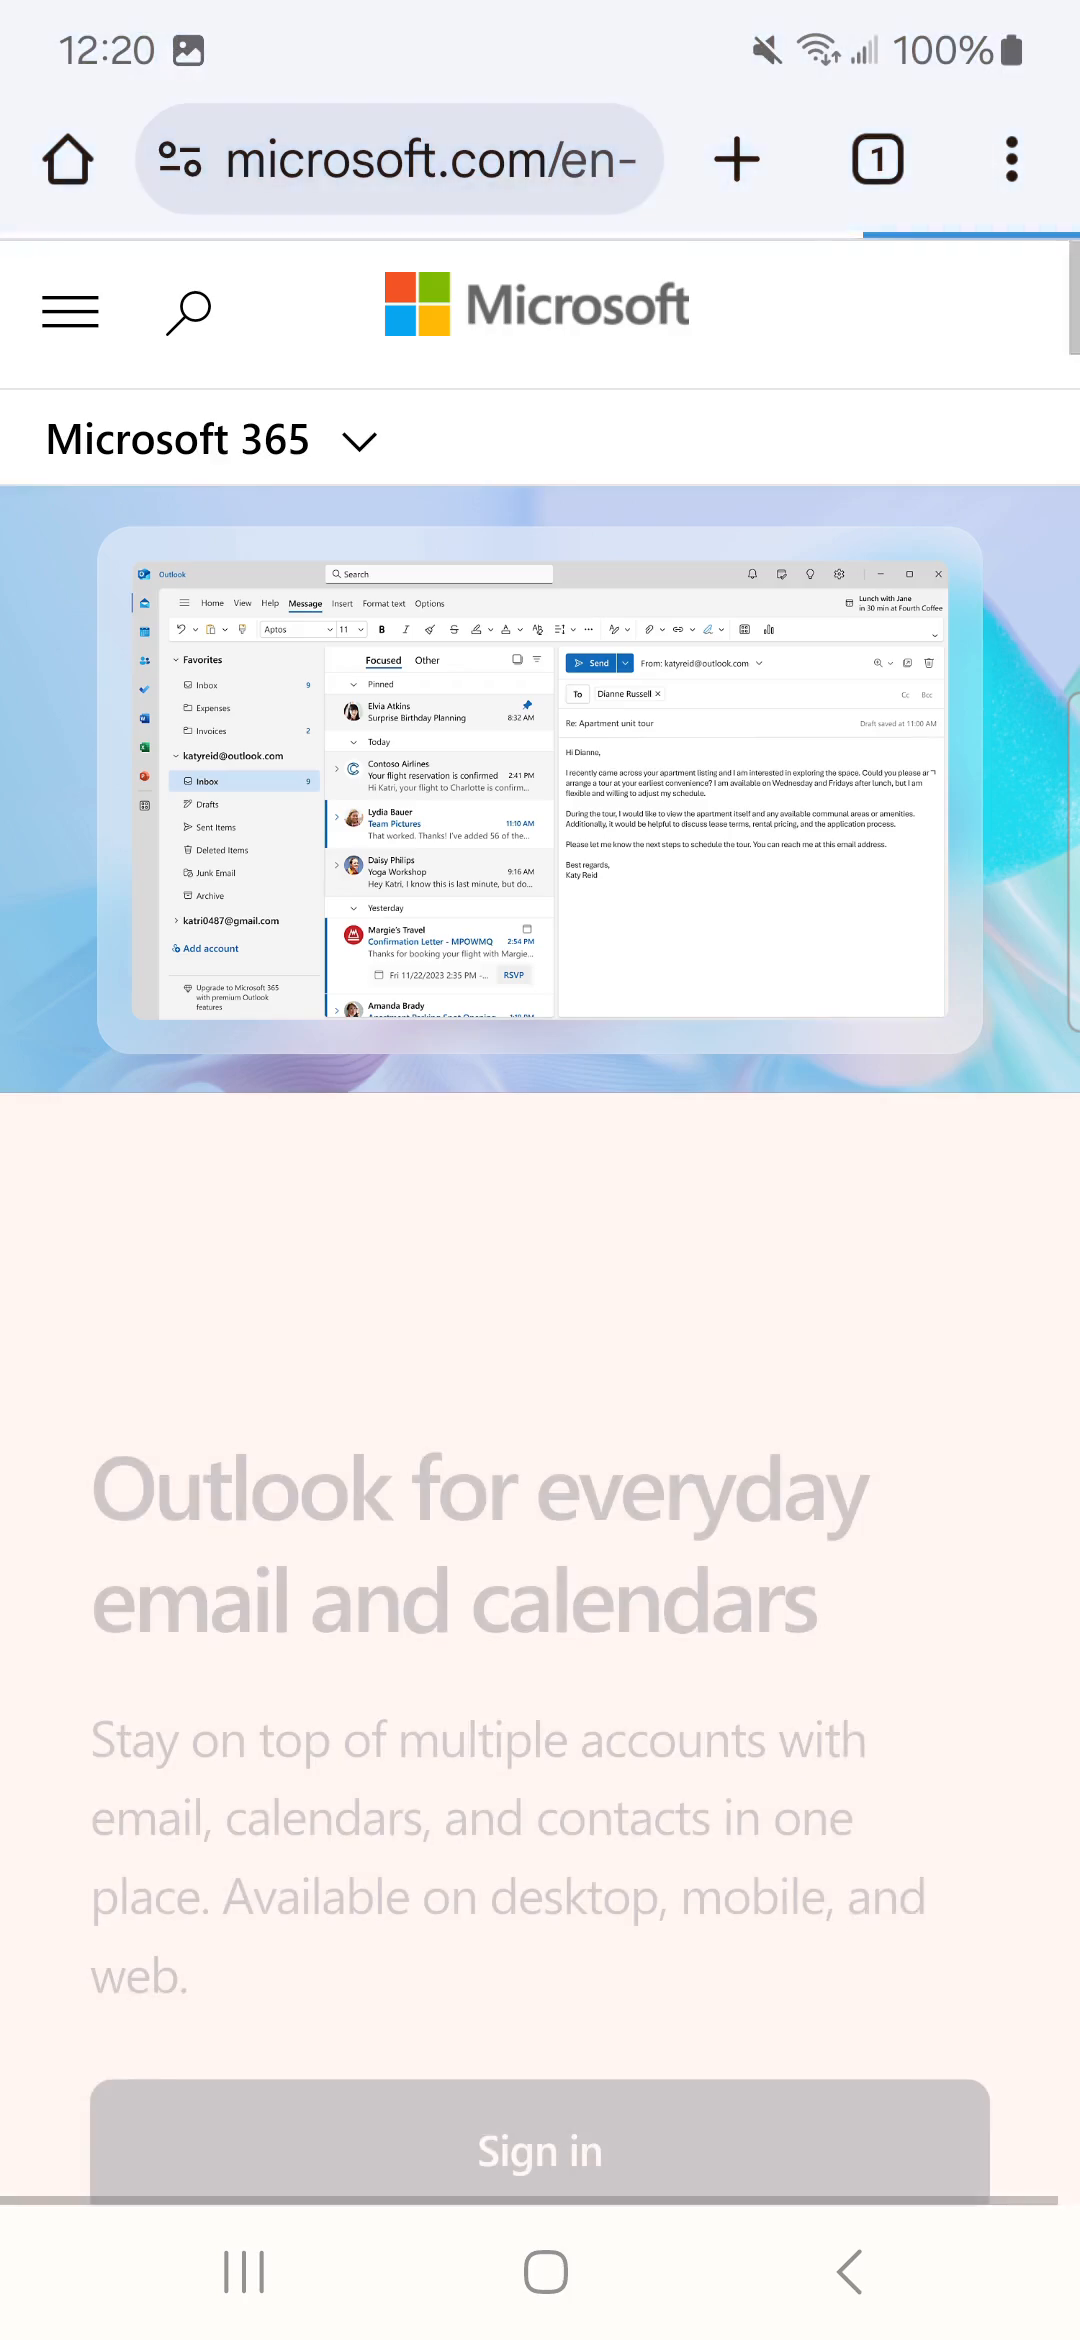 12:20
100%
microsoft.com/en-
1
Microsoft
Microsoft 365
Outlook
Search
Home View Help Message Insert Format text Options
Lunch with Jane
in 30 min at Fourth Coffee
Aptos 11
Favorites
Inbox 9
Expenses
Invoices 2
katyreid@outlook.com
Inbox 9
Drafts
Sent Items
Deleted Items
Junk Email
Archive
katri0487@gmail.com
Add account
Upgrade to Microsoft 365
with premium Outlook
features
Focused Other
Pinned
Elvia Atkins
Surprise Birthday Planning 8:32 AM
Today
Contoso Airlines
Your flight reservation is confirmed 2:41 PM
Hi Katri, your flight to Charlotte is confirm...
Lydia Bauer
Team Pictures 11:10 AM
That worked. Thanks! I've added 56 of the...
Daisy Philips
Yoga Workshop 9:16 AM
Hey Katri, I know this is last minute, but do...
Yesterday
Margie's Travel
Confirmation Letter - MPOWMQ 2:54 PM
Thanks for booking your flight with Margie...
Fri 11/22/2023 2:35 PM -... RSVP
Amanda Brady
Send From: katyreid@outlook.com
To Dianne Russell Cc Bcc
Re: Apartment unit tour Draft saved at 11:00 AM
Hi Dianne,
I recently came across your apartment listing and I am interested in exploring the space. Could you please ar
arrange a tour at your earliest convenience? I am available on Wednesday and Fridays after lunch, but I am
flexible and willing to adjust my schedule.
During the tour, I would like to view the apartment itself and any available communal areas or amenities.
Additionally, it would be helpful to discuss lease terms, rental pricing, and the application process.
Please let me know the next steps to schedule the tour. You can reach me at this email address.
Best regards,
Katy Reid
Outlook for everyday
email and calendars
Stay on top of multiple accounts with
email, calendars, and contacts in one
place. Available on desktop, mobile, and
web.
Sign in